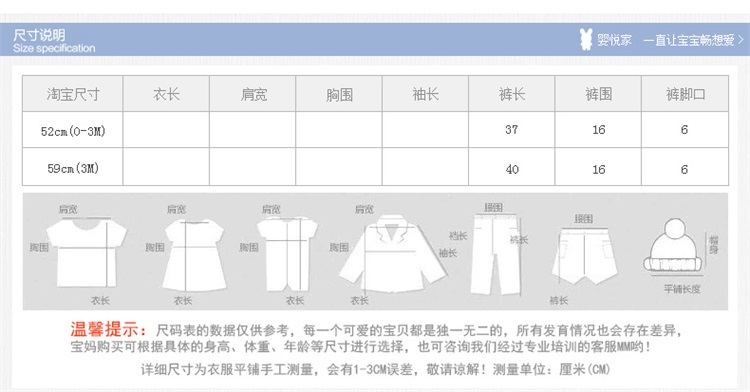 尺寸说明
Size specification
婴悦家 一直让宝宝畅想爱 >
淘宝尺寸 衣长 肩宽 胸围 袖长 裤长 裤围 裤脚口
52cm(0-3M) 37 16 6
59cm(3M) 40 16 6
肩宽 胸围 衣长
肩宽 胸围 衣长
肩宽 胸围 衣长
肩宽 胸围 袖长 衣长
腰围 裆长 裤长
腰围 裤长
帽身 平铺长度
温馨提示：尺码表的数据仅供参考，每一个可爱的宝贝都是独一无二的，所有发育情况也会存在差异，
宝妈购买可根据具体的身高、体重、年龄等尺寸进行选择，也可咨询我们经过专业培训的客服MM哟！
详细尺寸为衣服平铺手工测量，会有1-3CM误差，敬请谅解！测量单位：厘米(CM)